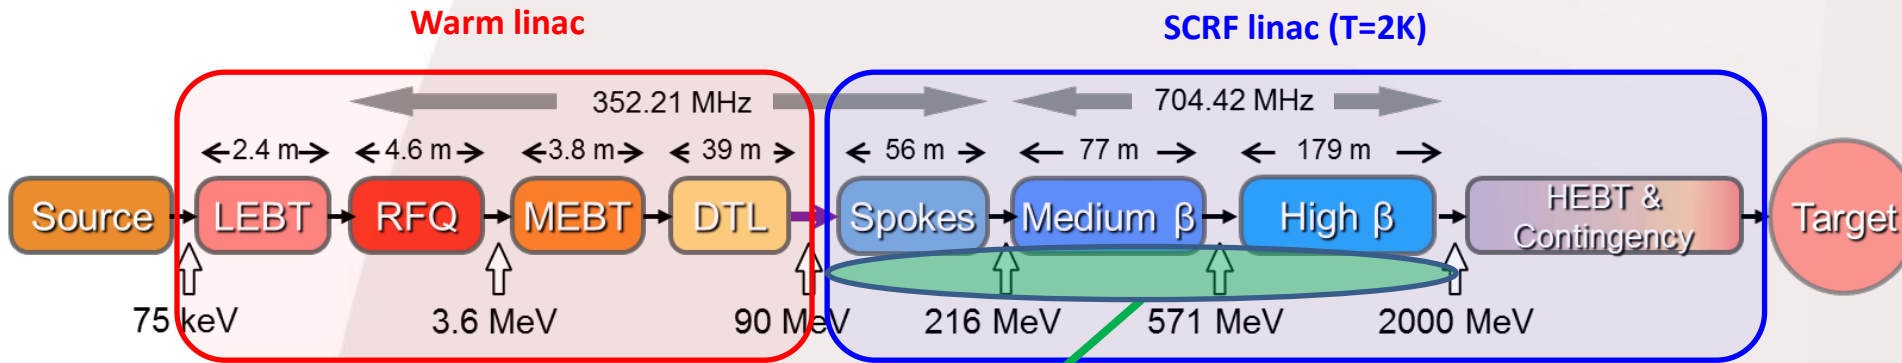 Warm linac
SCRF linac (T=2K)
352.21 MHz
704.42 MHz
2.4 m
4.6 m
3.8 m
39 m
56 m
77 m
179 m
Source
LEBT
RFQ
MEBT
DTL
Spokes
Medium β
High β
HEBT &
Contingency
Target
75 keV
3.6 MeV
90 MeV
216 MeV
571 MeV
2000 MeV